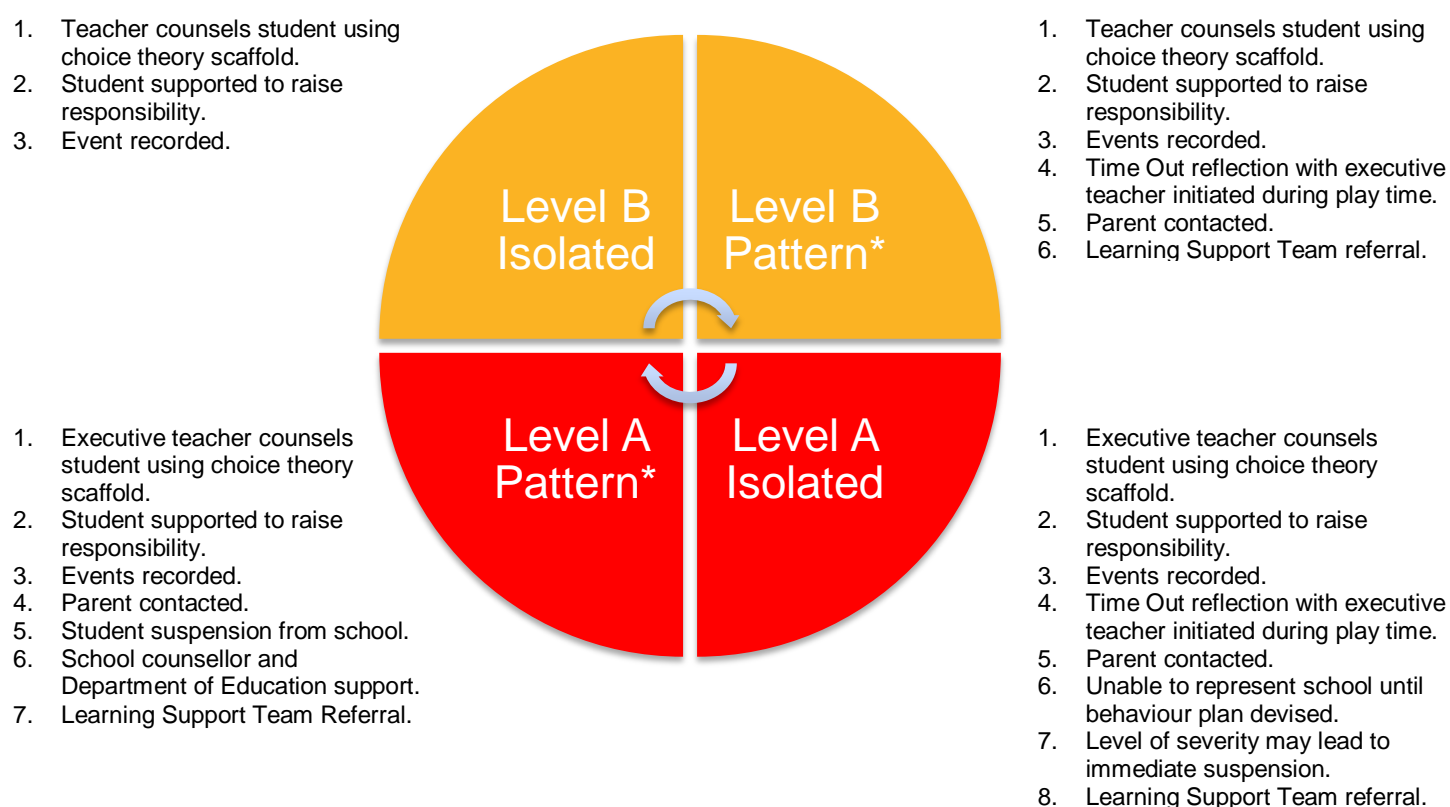 1. Teacher counsels student using
choice theory scaffold.
2. Student supported to raise
responsibility.
3. Event recorded.
1. Teacher counsels student using
choice theory scaffold.
2. Student supported to raise
responsibility.
3. Events recorded.
4. Time Out reflection with executive
teacher initiated during play time.
5. Parent contacted.
6. Learning Support Team referral.
Level B
Isolated
Level B
Pattern*
Level A
Pattern*
Level A
Isolated
1. Executive teacher counsels
student using choice theory
scaffold.
2. Student supported to raise
responsibility.
3. Events recorded.
4. Parent contacted.
5. Student suspension from school.
6. School counsellor and
Department of Education support.
7. Learning Support Team Referral.
1. Executive teacher counsels
student using choice theory
scaffold.
2. Student supported to raise
responsibility.
3. Events recorded.
4. Time Out reflection with executive
teacher initiated during play time.
5. Parent contacted.
6. Unable to represent school until
behaviour plan devised.
7. Level of severity may lead to
immediate suspension.
8. Learning Support Team referral.